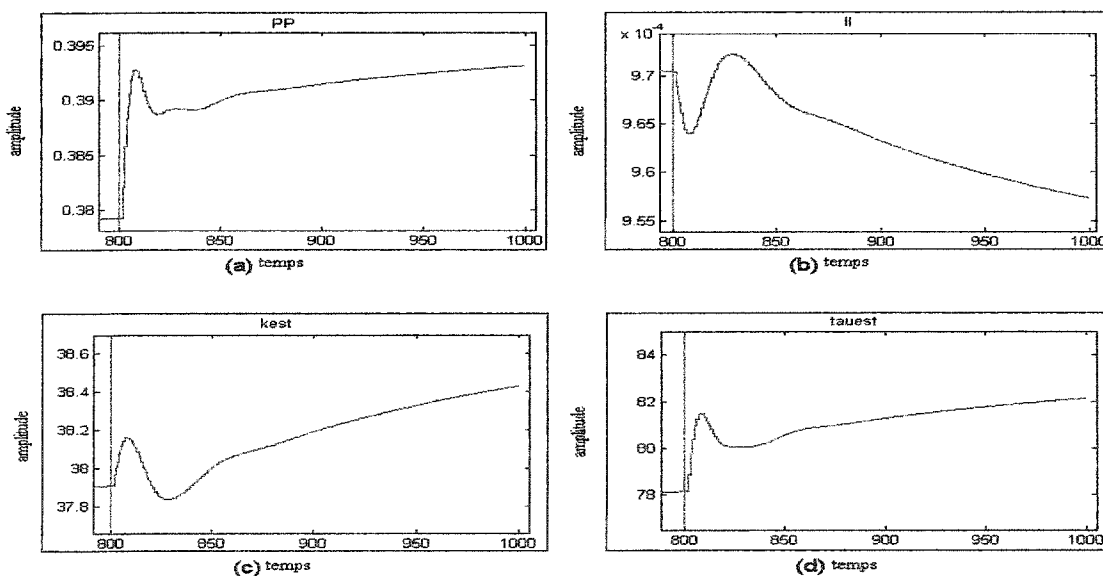 PP
amplitude
0.395
0.39
0.385
0.38
800 850 900 950 1000
(a) temps
II
x 10⁻⁴
amplitude
9.7
9.65
9.6
9.55
800 850 900 950 1000
(b) temps
kest
amplitude
38.6
38.4
38.2
38
37.8
800 850 900 950 1000
(c) temps
tauest
amplitude
84
82
80
78
800 850 900 950 1000
(d) temps